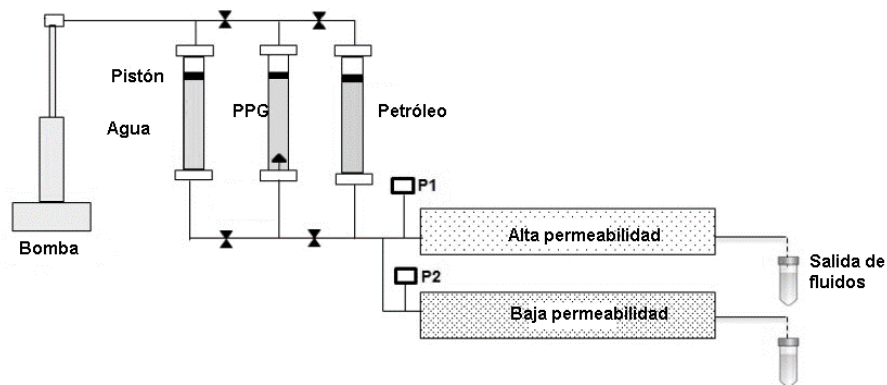 Pistón
Agua
PPG
Petróleo
Bomba
P1
Alta permeabilidad
P2
Baja permeabilidad
Salida de
fluidos